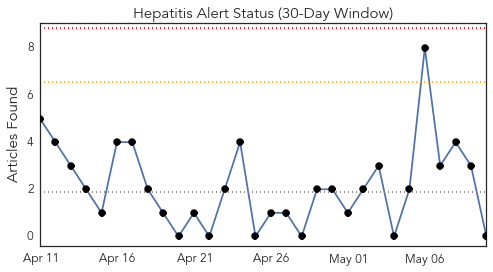 Hepatitis Alert Status (30-Day Window)
Articles Found
8
6
4
2
0
Apr 11 Apr 16 Apr 21 Apr 26 May 01 May 06